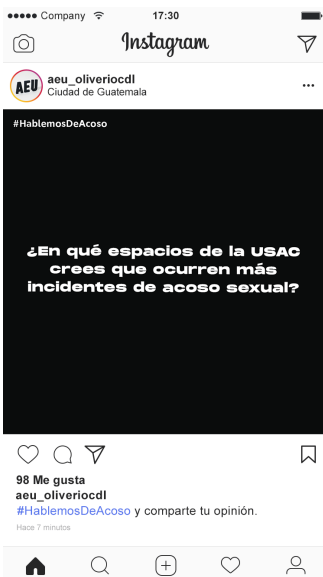 Company 17:30
Instagram
AEU aeu_oliveriocdl
Ciudad de Guatemala
#HablemosDeAcoso
¿En qué espacios de la USAC
crees que ocurren más
incidentes de acoso sexual?
98 Me gusta
aeu_oliveriocdl
#HablemosDeAcoso y comparte tu opinión.
Hace 7 minutos